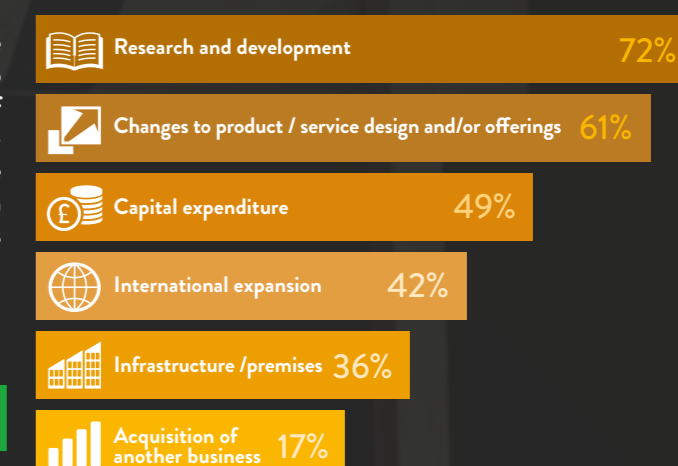 Research and development
72%
Changes to product / service design and/or offerings 61%
£
Capital expenditure
49%
International expansion
42%
Infrastructure /premises 36%
Acquisition of
another business
17%